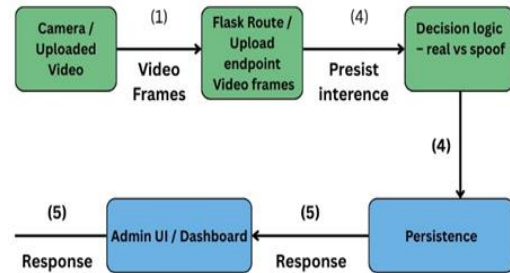 Camera /
Uploaded
Video
(1)
Video
Frames
Flask Route /
Upload
endpoint
Video frames
(4)
Presist
interence
Decision logic
– real vs spoof
(4)
Persistence
(5)
Response
Admin UI / Dashboard
(5)
Response